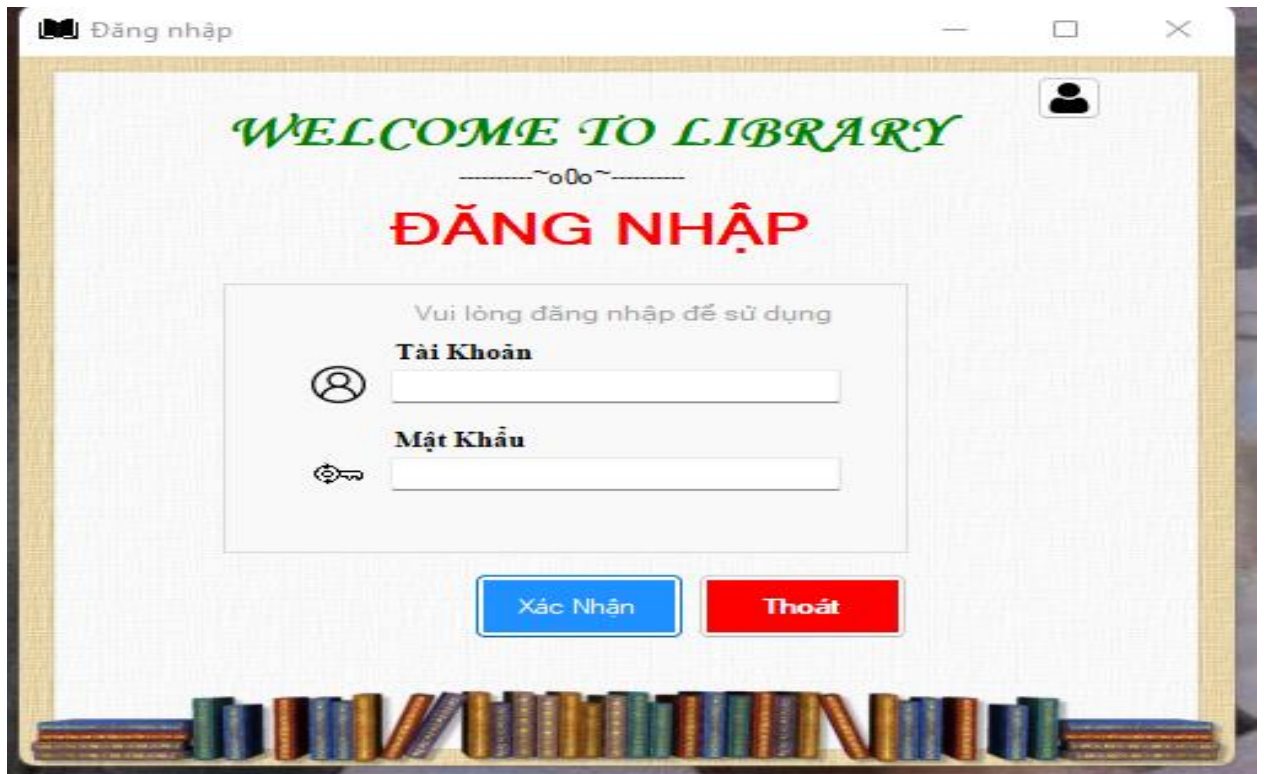 Đăng nhập
WELCOME TO LIBRARY
----------~o0o~----------
ĐĂNG NHẬP
Vui lòng đăng nhập để sử dụng
Tài Khoãn
Mật Khẩu
Xác Nhận
Thoát